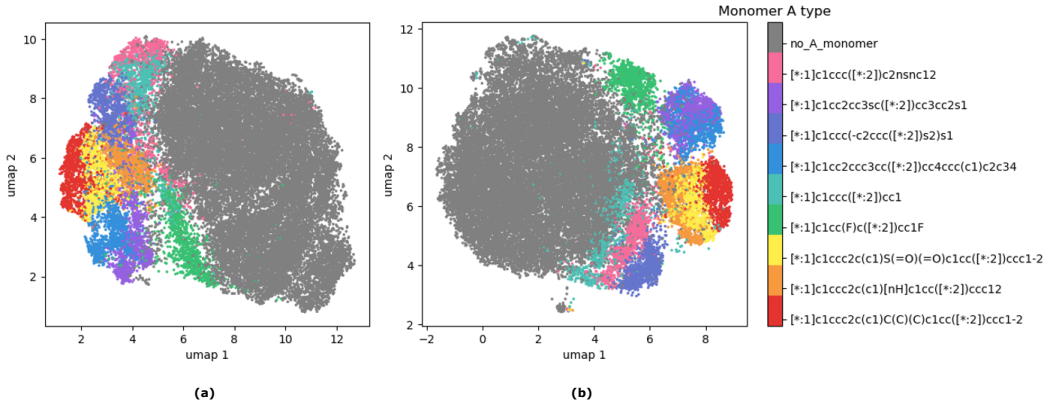 Monomer A type
10
8
6
4
2
umap 2
2
4
6
8
10
12
umap 1
(a)
12
10
8
6
4
2
umap 2
−2
0
2
4
6
8
umap 1
(b)
no_A_monomer
[*:1]c1ccc([*:2])c2nsnc12
[*:1]c1cc2cc3sc([*:2])cc3cc2s1
[*:1]c1ccc(-c2ccc([*:2])s2)s1
[*:1]c1cc2ccc3cc([*:2])cc4ccc(c1)c2c34
[*:1]c1ccc([*:2])cc1
[*:1]c1cc(F)c([*:2])cc1F
[*:1]c1ccc2c(c1)S(=O)(=O)c1cc([*:2])ccc1-2
[*:1]c1ccc2c(c1)[nH]c1cc([*:2])ccc12
[*:1]c1ccc2c(c1)C(C)(C)c1cc([*:2])ccc1-2